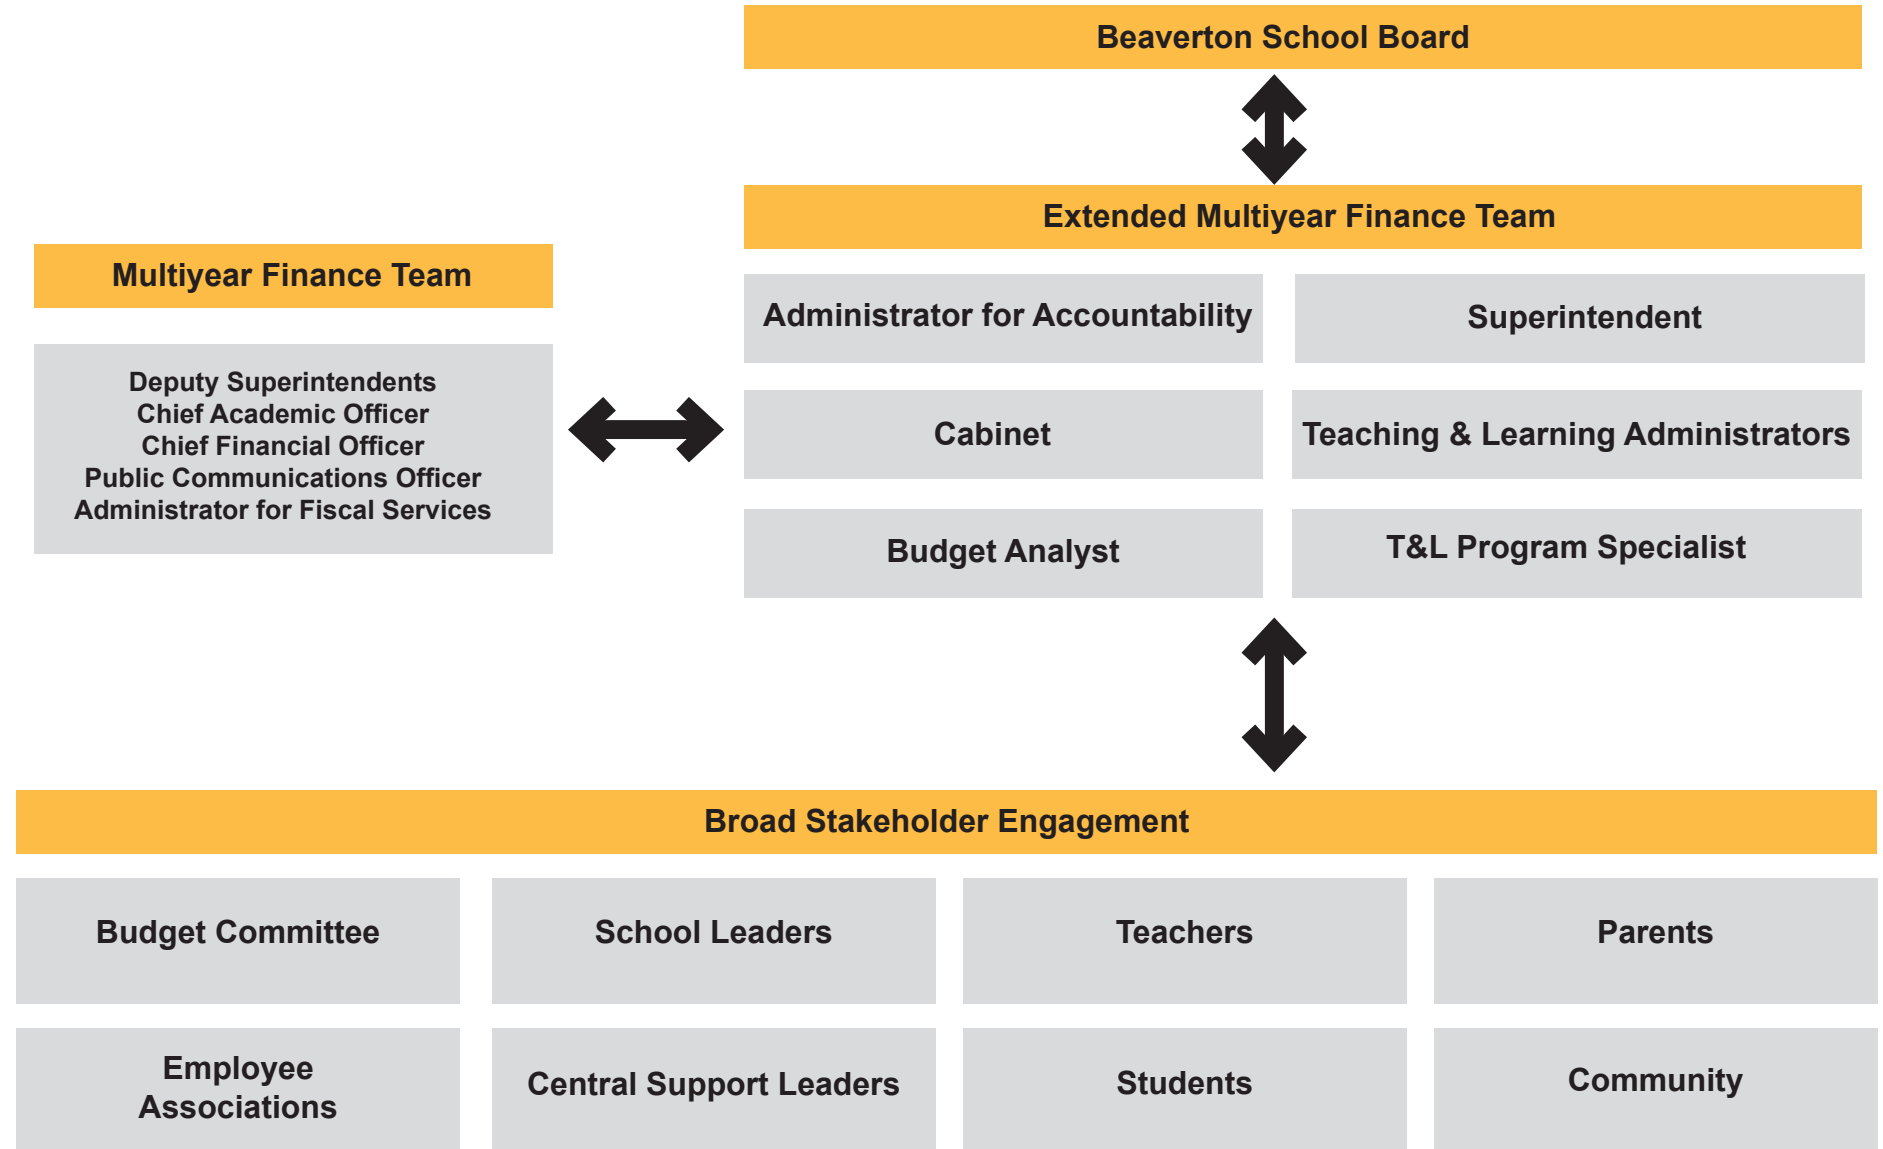 Beaverton School Board
Extended Multiyear Finance Team
Multiyear Finance Team
Deputy Superintendents
Chief Academic Officer
Chief Financial Officer
Public Communications Officer
Administrator for Fiscal Services
Administrator for Accountability
Superintendent
Cabinet
Teaching & Learning Administrators
Budget Analyst
T&L Program Specialist
Broad Stakeholder Engagement
Budget Committee
School Leaders
Teachers
Parents
Employee
Associations
Central Support Leaders
Students
Community